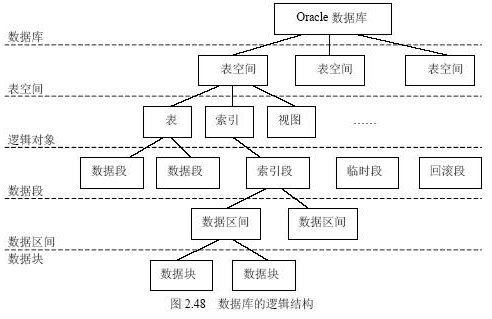 Oracle 数据库
数据库
表空间 表空间 表空间
表空间
表 索引 视图 ……
逻辑对象
数据段 数据段 索引段 临时段 回滚段
数据段
数据区间 数据区间
数据区间
数据块
数据块 数据块
图 2.48 数据库的逻辑结构